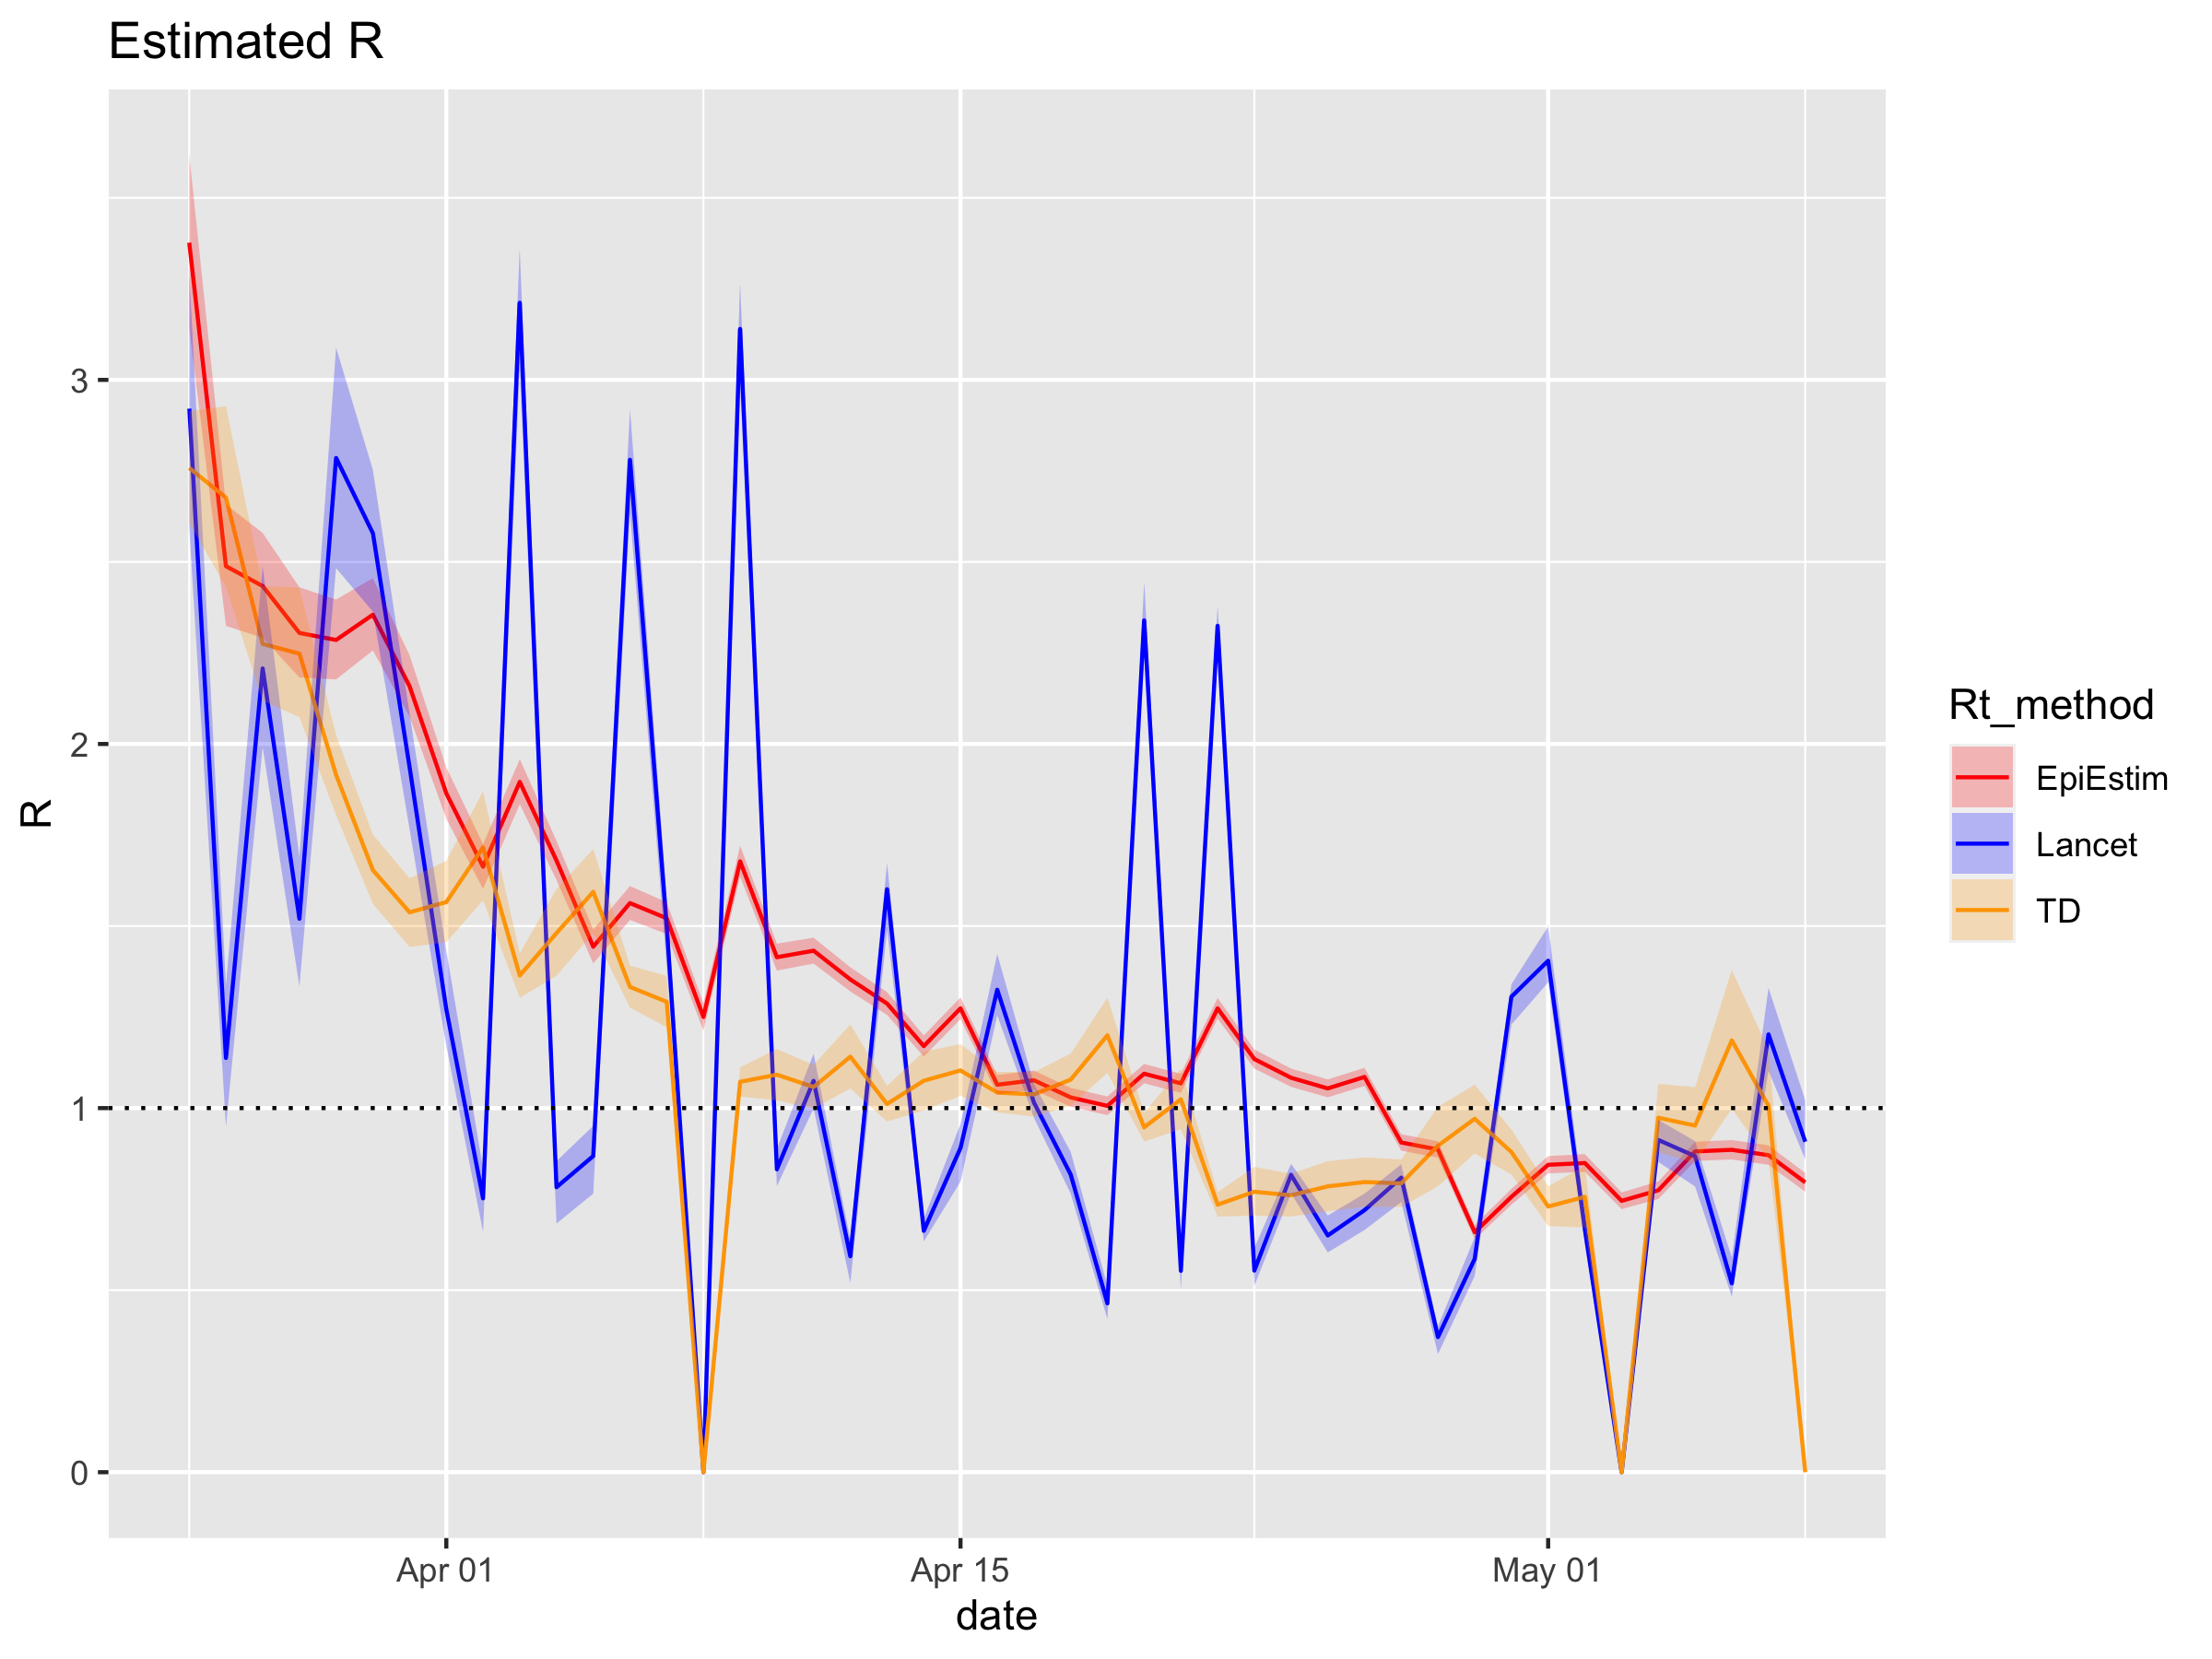 Estimated R
3
2
1
0
R
Apr 01
Apr 15
May 01
date
Rt_method
EpiEstim
Lancet
TD